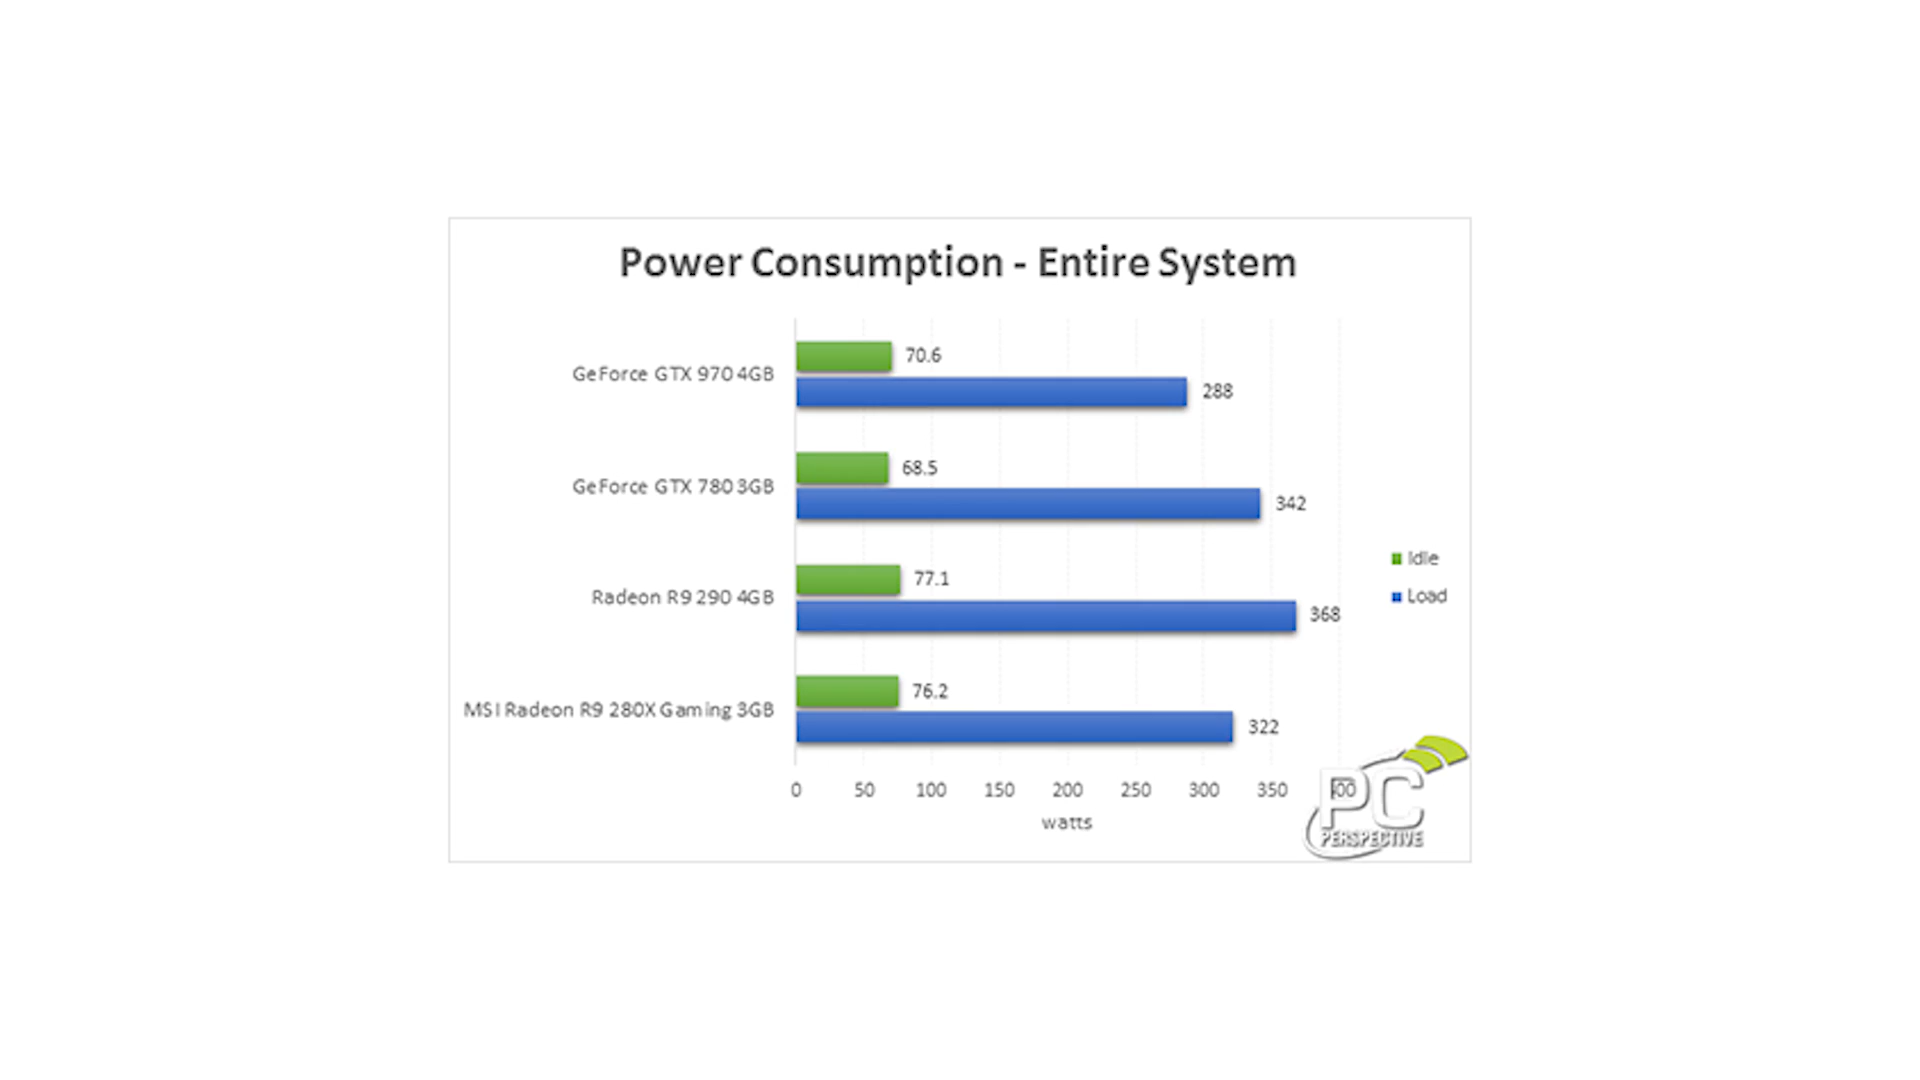 Power Consumption - Entire System
GeForce GTX 970 4GB
70.6
288
GeForce GTX 780 3GB
68.5
342
Radeon R9 290 4GB
77.1
368
MSI Radeon R9 280X Gaming 3GB
76.2
322
Idle
Load
0 50 100 150 200 250 300 350
watts
PC
PERSPECTIVE